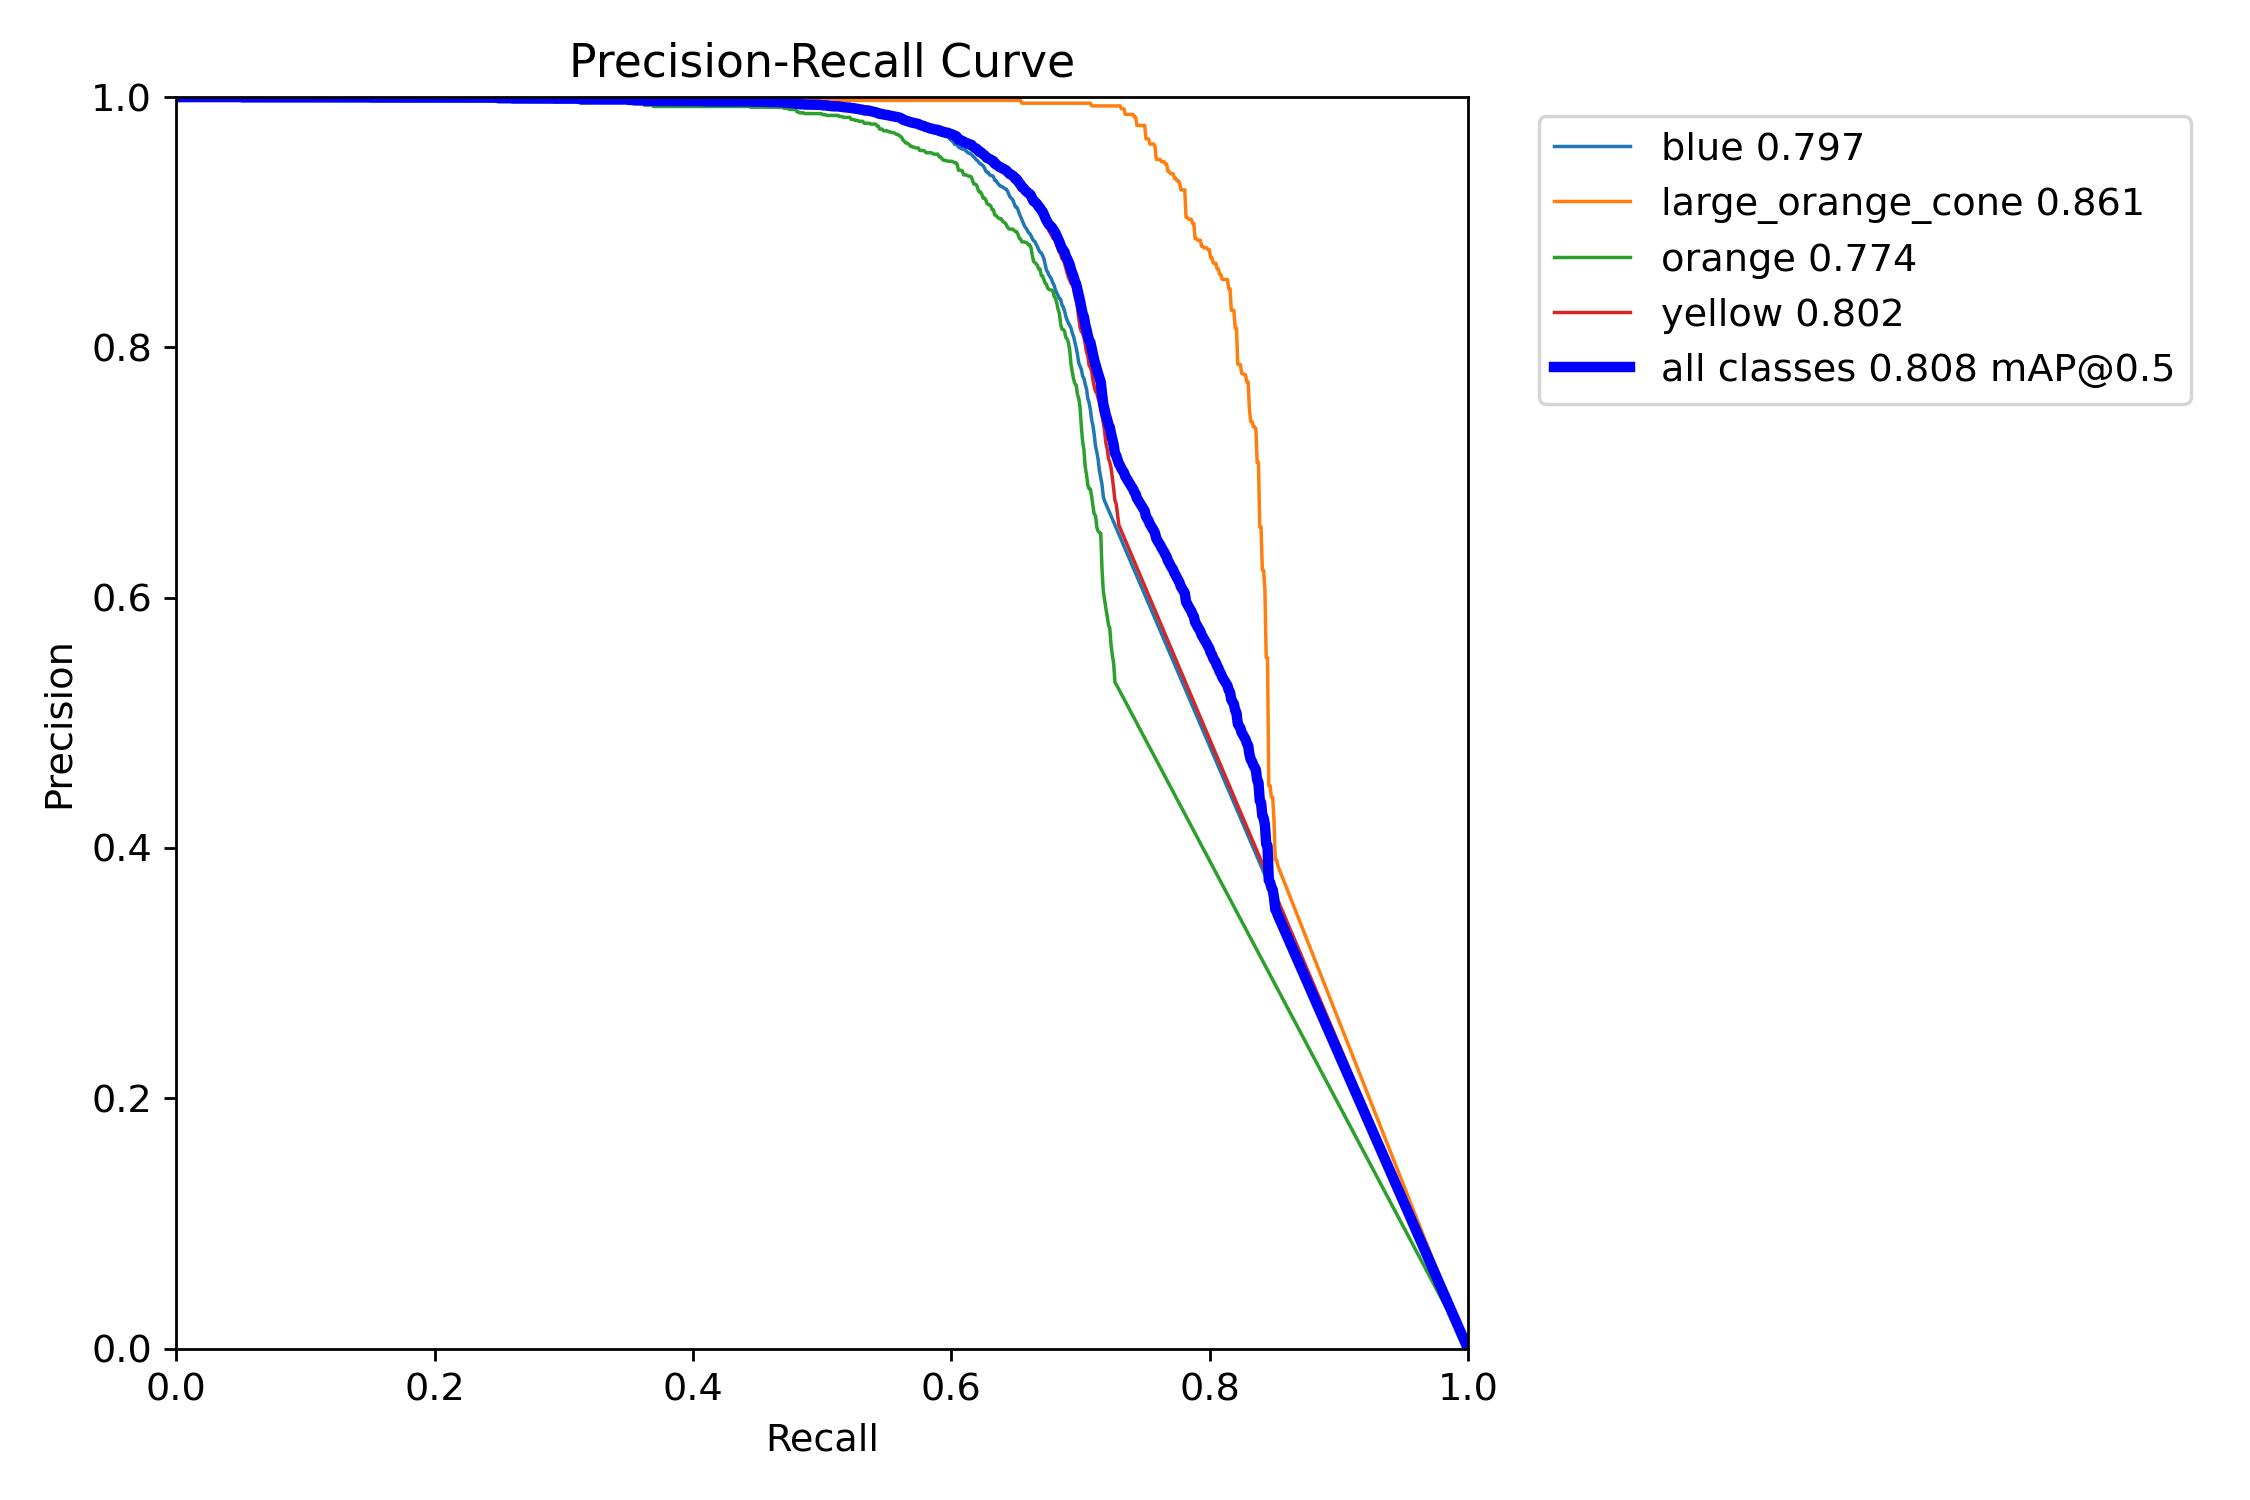 Precision-Recall Curve
1.0
0.8
0.6
0.4
0.2
0.0
Precision
0.0 0.2 0.4 0.6 0.8 1.0
Recall
blue 0.797
large_orange_cone 0.861
orange 0.774
yellow 0.802
all classes 0.808 mAP@0.5